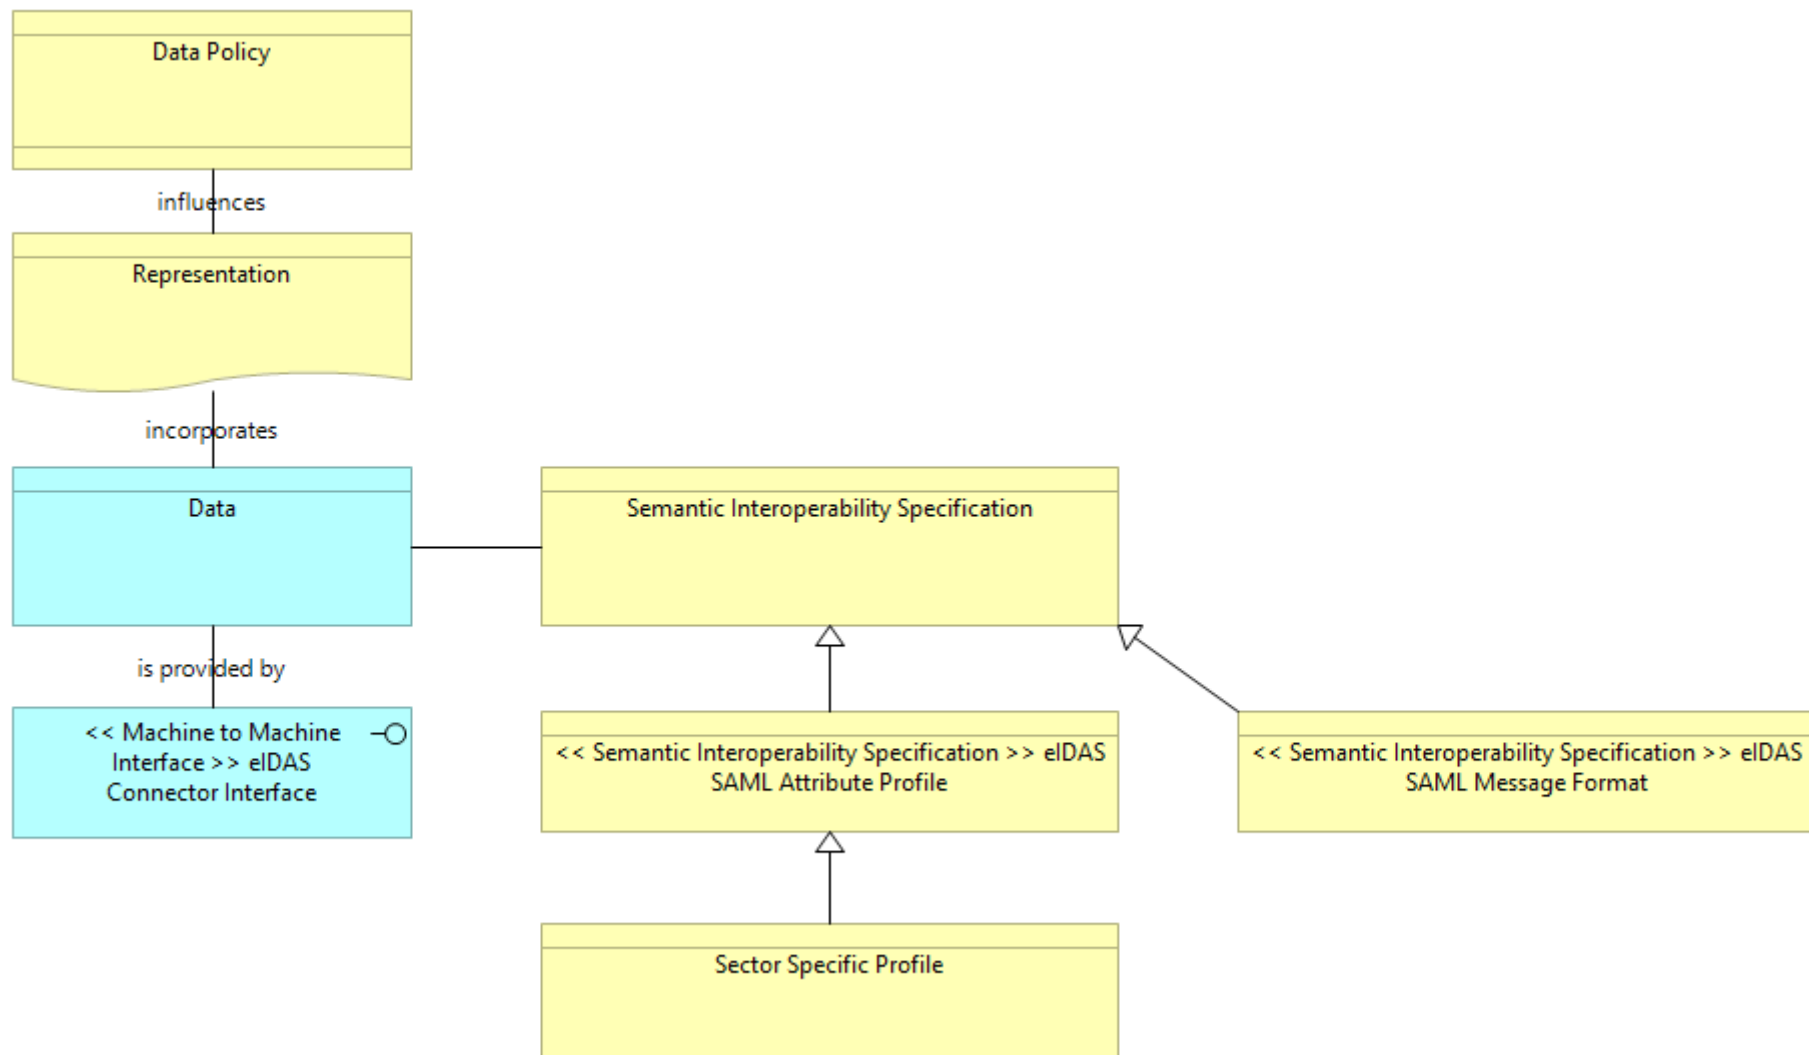 Data Policy
influences
Representation
incorporates
Data
Semantic Interoperability Specification
is provided by
<< Machine to Machine
Interface >> eIDAS
Connector Interface
<< Semantic Interoperability Specification >> eIDAS
SAML Attribute Profile
<< Semantic Interoperability Specification >> eIDAS
SAML Message Format
Sector Specific Profile